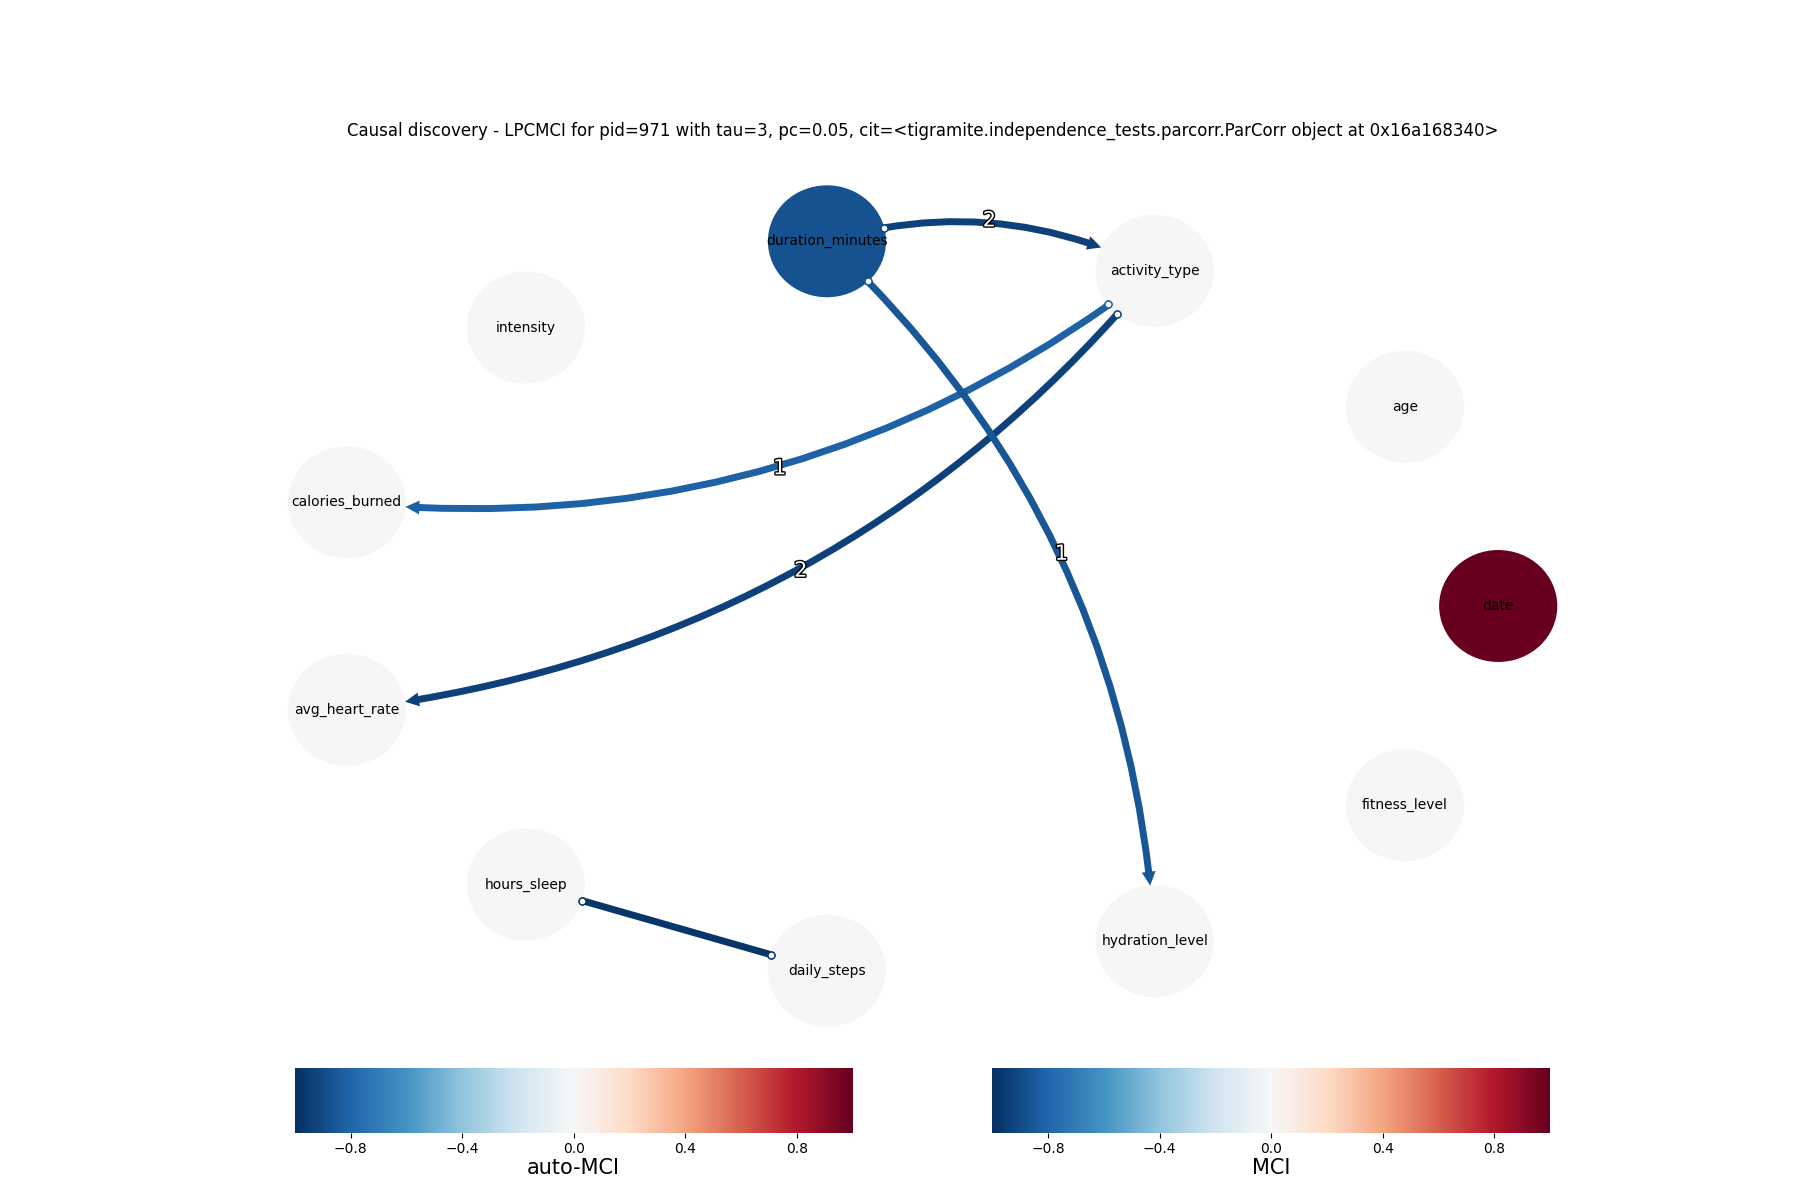 Causal discovery - LPCMCI for pid=971 with tau=3, pc=0.05, cit=<tigramite.independence_tests.parcorr.ParCorr object at 0x16a168340>
2
duration_minutes
activity_type
intensity
age
1
calories_burned
1
2
date
avg_heart_rate
fitness_level
hours_sleep
hydration_level
daily_steps
−0.8 −0.4 0.0 0.4 0.8
auto-MCI
−0.8 −0.4 0.0 0.4 0.8
MCI